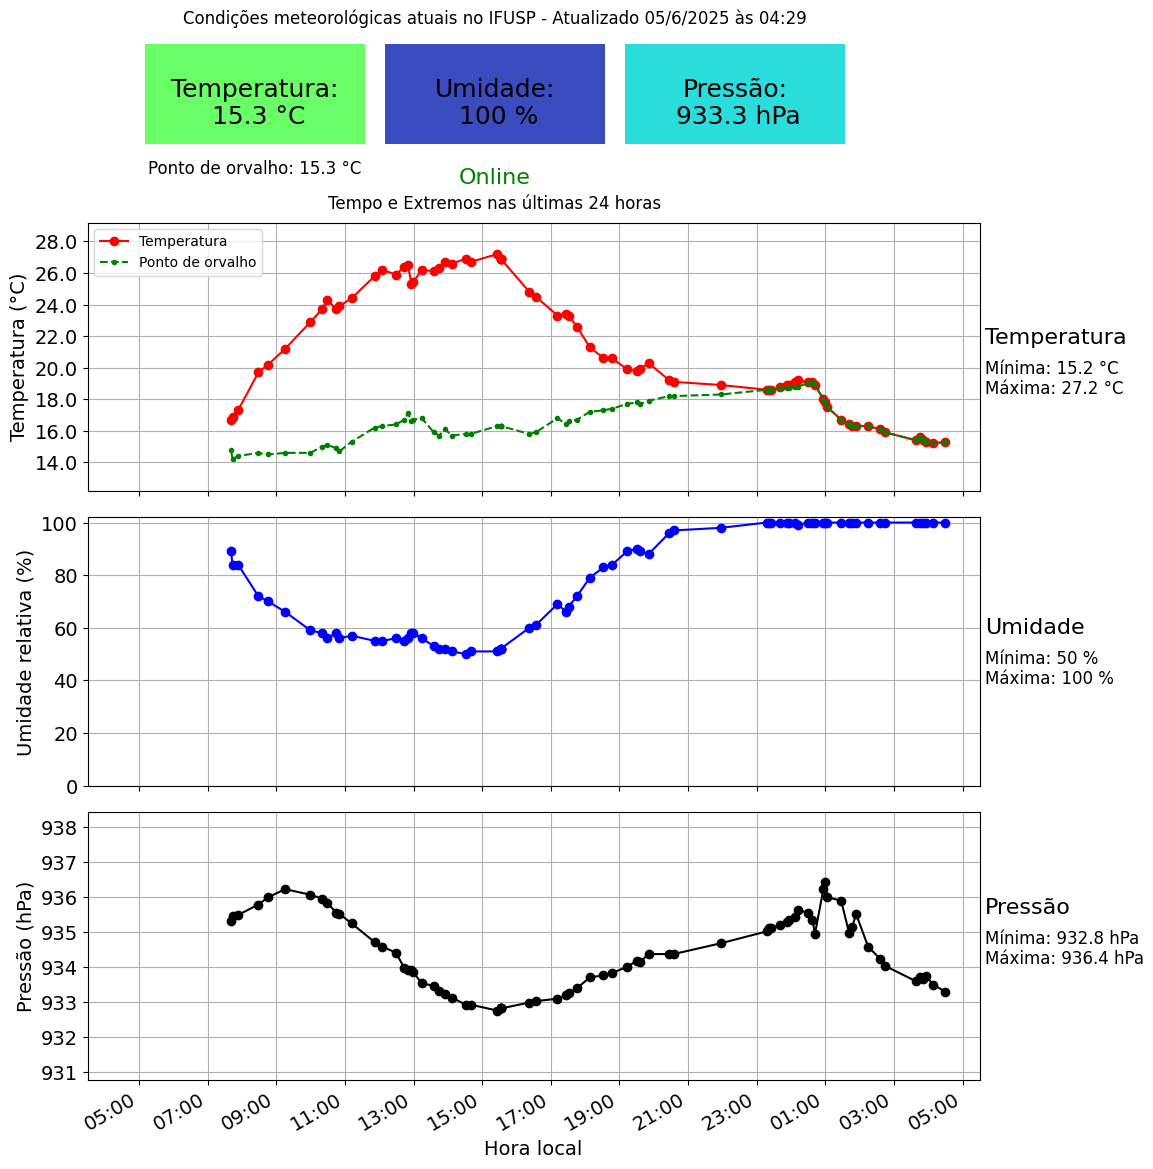 Condições meteorológicas atuais no IFUSP - Atualizado 05/6/2025 às 04:29
Temperatura:
15.3 °C
Umidade:
100 %
Pressão:
933.3 hPa
Ponto de orvalho: 15.3 °C
Online
Tempo e Extremos nas últimas 24 horas
Temperatura
Ponto de orvalho
Temperatura (°C)
28.0
26.0
24.0
22.0
20.0
18.0
16.0
14.0
Temperatura
Mínima: 15.2 °C
Máxima: 27.2 °C
Umidade relativa (%)
100
80
60
40
20
0
Umidade
Mínima: 50 %
Máxima: 100 %
Pressão (hPa)
938
937
936
935
934
933
932
931
Pressão
Mínima: 932.8 hPa
Máxima: 936.4 hPa
05:00
07:00
09:00
11:00
13:00
15:00
17:00
19:00
21:00
23:00
01:00
03:00
05:00
Hora local